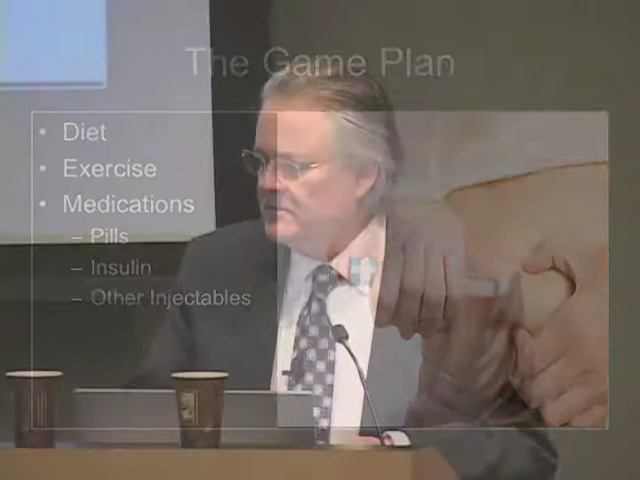 The Game Plan
• Diet
• Exercise
• Medications
– Pills
– Insulin
– Other Injectables